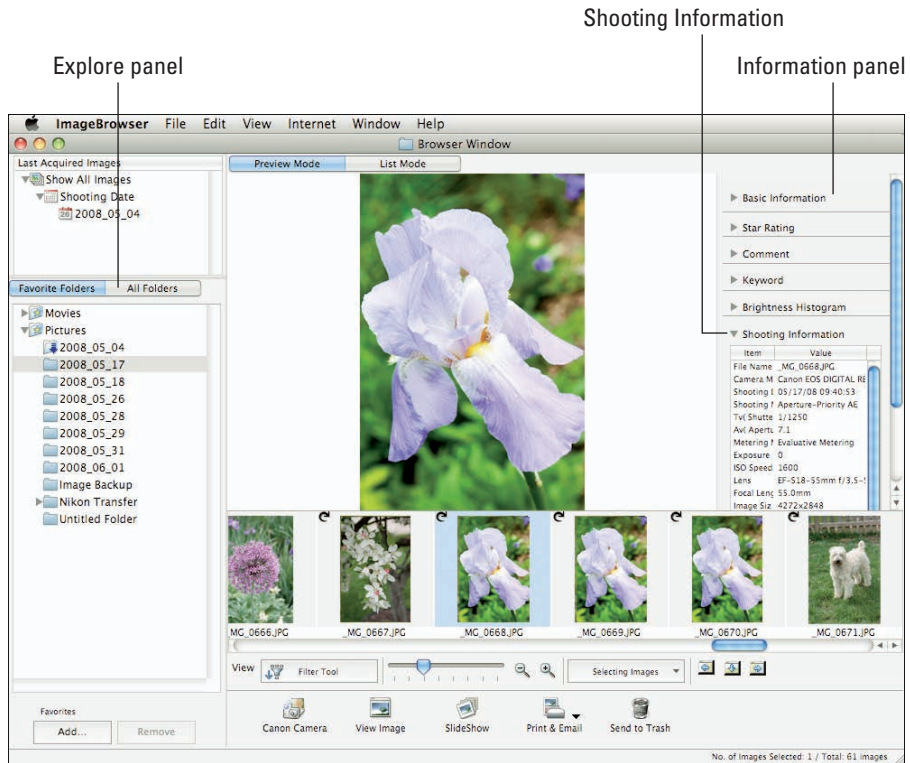 Shooting Information
Explore panel
Information panel
ImageBrowser File Edit View Internet Window Help
Browser Window
Last Acquired Images
Show All Images
Shooting Date
26 2008_05_04
Preview Mode List Mode
Favorite Folders All Folders
Movies
Pictures
2008_05_04
2008_05_17
2008_05_18
2008_05_26
2008_05_28
2008_05_29
2008_05_31
2008_06_01
Image Backup
Nikon Transfer
Untitled Folder
Basic Information
Star Rating
Comment
Keyword
Brightness Histogram
Shooting Information
Item Value
File Name _MG_0668.JPG
Camera M Canon EOS DIGITAL RE
Shooting 05/17/08 09:40:53
Shooting Aperture-Priority AE
Tv( Shutte 1/1250
Av( Apertu 7.1
Metering Evaluative Metering
Exposure 0
ISO Speed 1600
Lens EF-S18-55mm f/3.5-
Focal Leng 55.0mm
Image Siz 4272x2848
MG_0666.JPG _MG_0667.JPG _MG_0668.JPG _MG_0669.JPG _MG_0670.JPG _MG_0671.JPG
View Filter Tool Selecting Images
Favorites
Add... Remove
Canon Camera View Image SlideShow Print & Email Send to Trash
No. of Images Selected: 1 / Total: 61 images